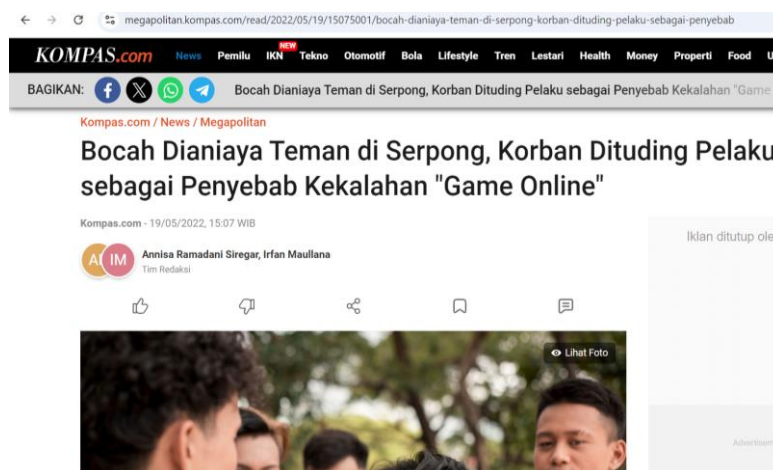 megapolitan.kompas.com/read/2022/05/19/15075001/bocah-dianiaya-teman-di-serpong-korban-dituding-pelaku-sebagai-penyebab
KOMPAS.com News Pemilu IKN NEW Tekno Otomotif Bola Lifestyle Tren Lestari Health Money Properti Food
BAGIKAN: Bocah Dianiaya Teman di Serpong, Korban Dituding Pelaku sebagai Penyebab Kekalahan "Game
Kompas.com / News / Megapolitan
Bocah Dianiaya Teman di Serpong, Korban Dituding Pelaku
sebagai Penyebab Kekalahan "Game Online"
Kompas.com - 19/05/2022, 15:07 WIB
Iklan ditutup ole
IM
Annisa Ramadani Siregar, Irfan Maullana
Tim Redaksi
Lihat Foto